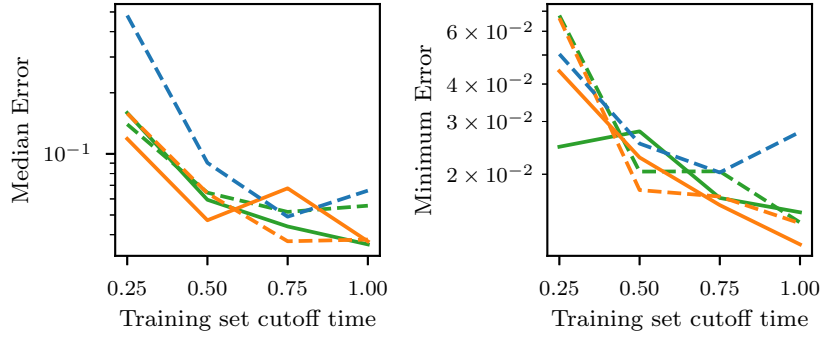 Median Error
10⁻¹
0.25 0.50 0.75 1.00
Training set cutoff time
Minimum Error
6 × 10⁻²
4 × 10⁻²
3 × 10⁻²
2 × 10⁻²
0.25 0.50 0.75 1.00
Training set cutoff time